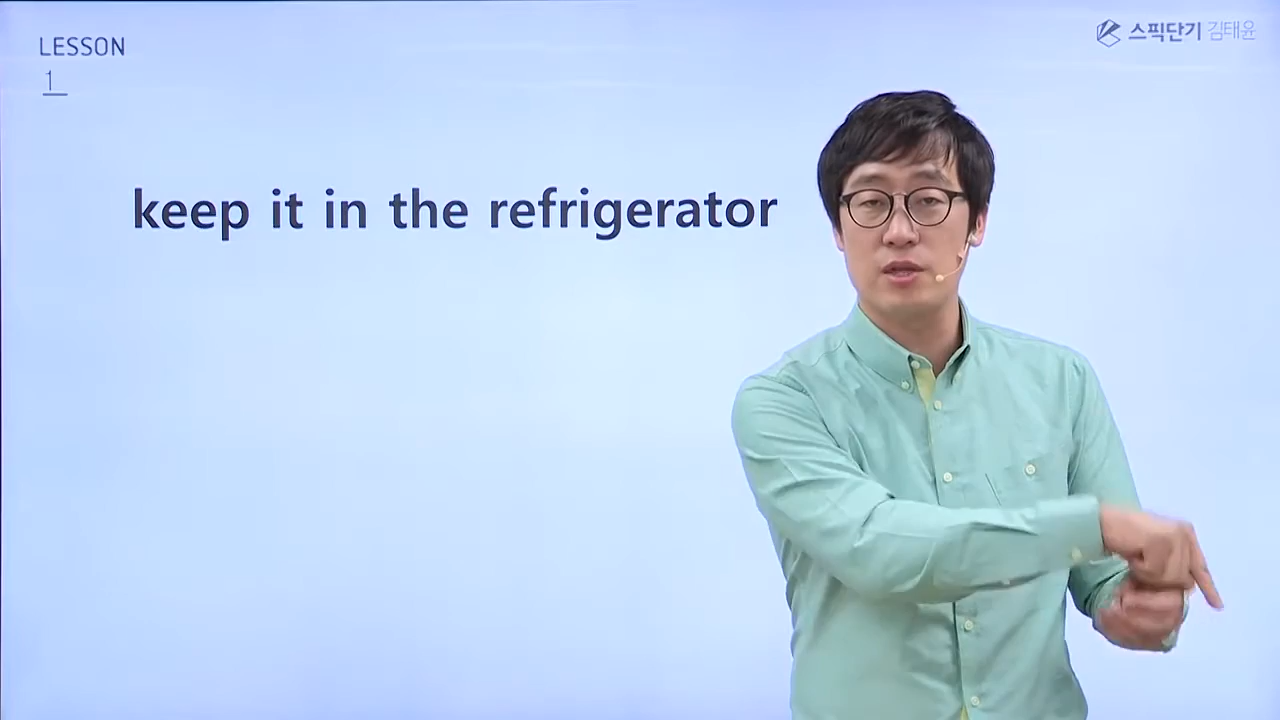 LESSON
1
스픽단기 김태윤
keep it in the refrigerator